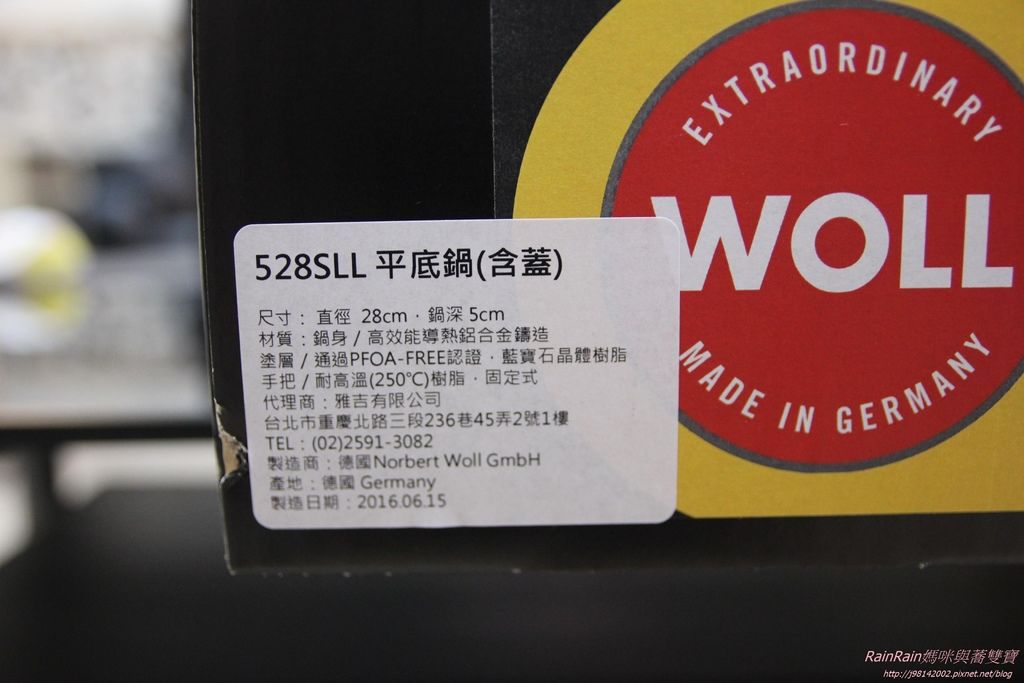 EXTRAORDINARY
WOLL
MADE IN GERMANY
528SLL 平底鍋(含蓋)
尺寸：直徑 28cm．鍋深 5cm
材質：鍋身 / 高效能導熱鋁合金鑄造
塗層 / 通過PFOA-FREE認證．藍寶石晶體樹脂
手把 / 耐高溫(250℃)樹脂．固定式
代理商：雅吉有限公司
台北市重慶北路三段236巷45弄2號1樓
TEL：(02)2591-3082
製造商：德國Norbert Woll GmbH
產地：德國 Germany
製造日期：2016.06.15
RainRain媽咪與蕎雙寶
http://j98142002.pixnet.net/blog